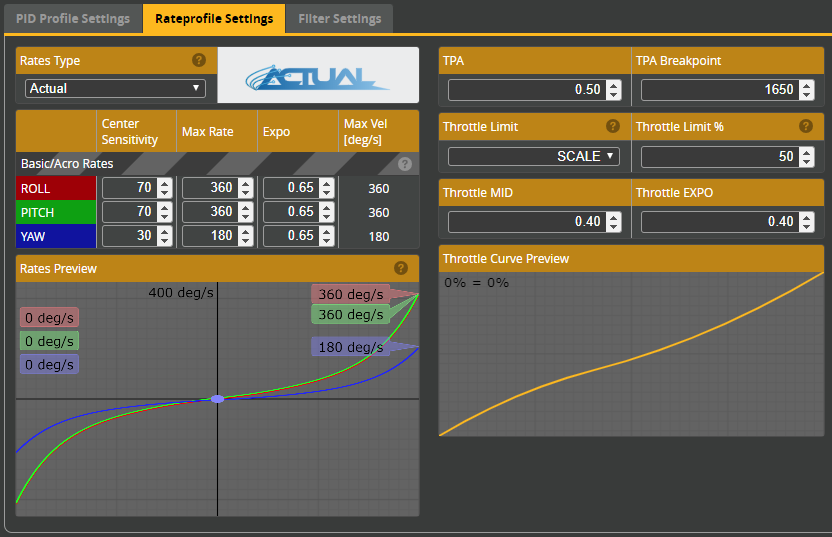 PID Profile Settings Rateprofile Settings Filter Settings
Rates Type ?
Actual
ACTUAL
Center Sensitivity Max Rate Expo Max Vel [deg/s]
Basic/Acro Rates ?
ROLL 70 360 0.65 360
PITCH 70 360 0.65 360
YAW 30 180 0.65 180
Rates Preview ?
400 deg/s
360 deg/s
360 deg/s
180 deg/s
0 deg/s
0 deg/s
0 deg/s
TPA TPA Breakpoint
0.50 1650
Throttle Limit ? Throttle Limit % ?
SCALE 50
Throttle MID Throttle EXPO
0.40 0.40
Throttle Curve Preview
0% = 0%